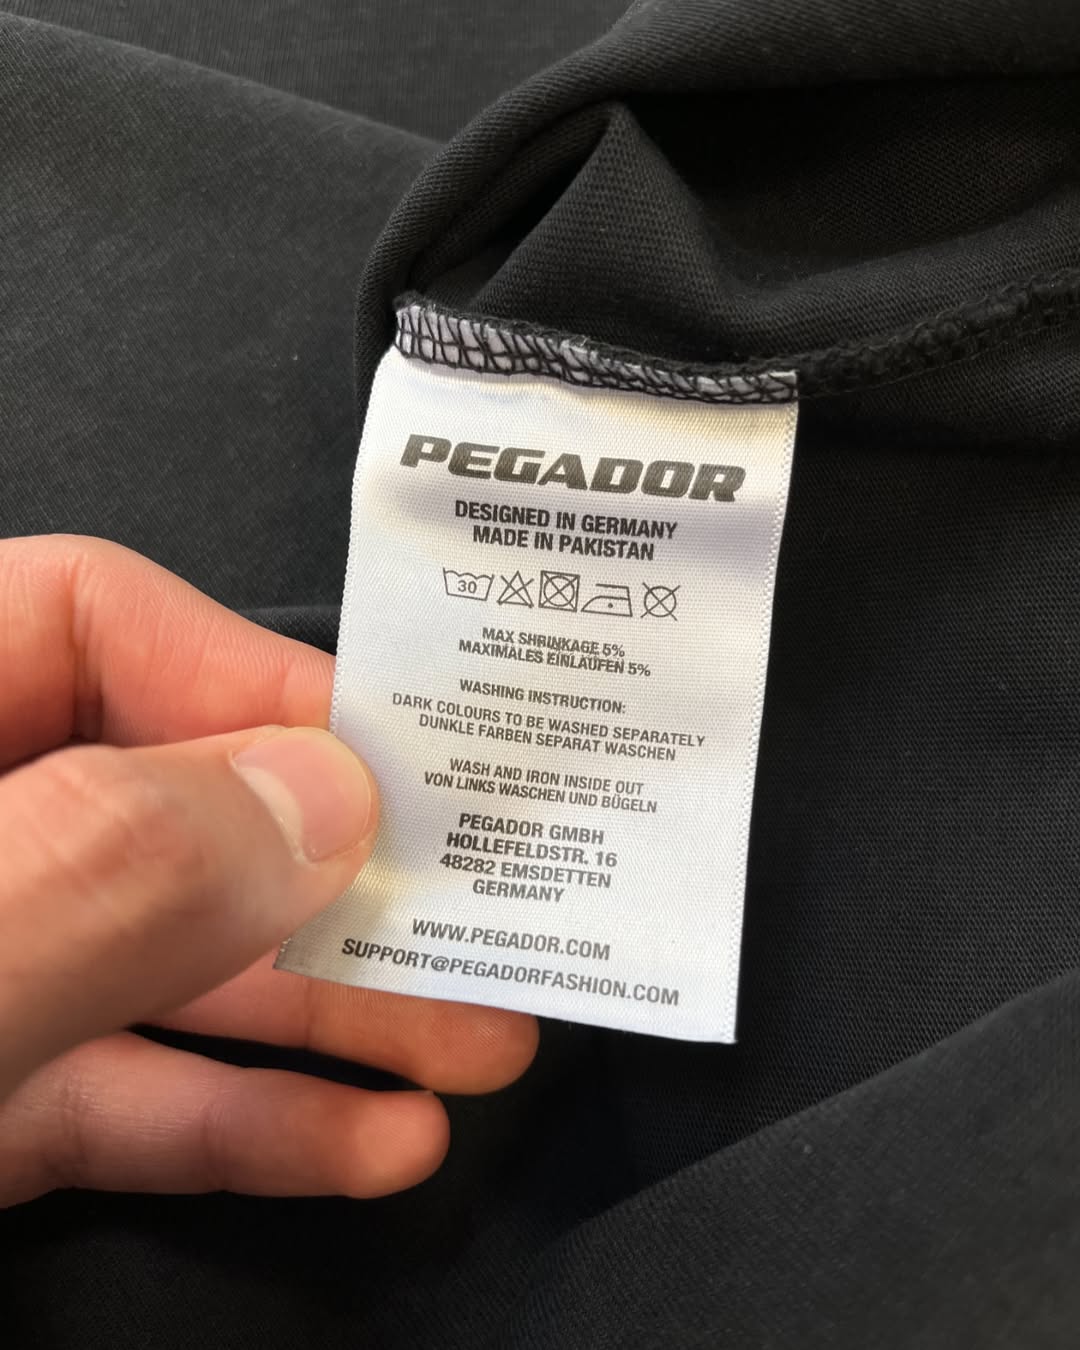 PEGADOR
DESIGNED IN GERMANY
MADE IN PAKISTAN
30
MAX SHRINKAGE 5%
MAXIMALES EINLAUFEN 5%
WASHING INSTRUCTION:
DARK COLOURS TO BE WASHED SEPARATELY
DUNKLE FARBEN SEPARAT WASCHEN
WASH AND IRON INSIDE OUT
VON LINKS WASCHEN UND BÜGELN
PEGADOR GMBH
HOLLEFELDSTR. 16
48282 EMSDETTEN
GERMANY
WWW.PEGADOR.COM
SUPPORT@PEGADORFASHION.COM